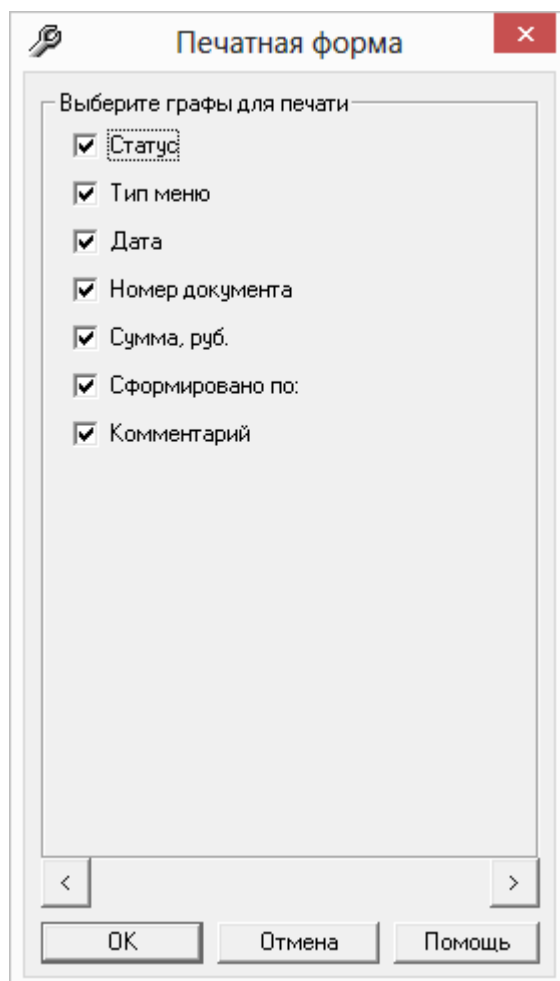 Печатная форма
Выберите графы для печати
Статус
Тип меню
Дата
Номер документа
Сумма, руб.
Сформировано по:
Комментарий
< >
ОК Отмена Помощь